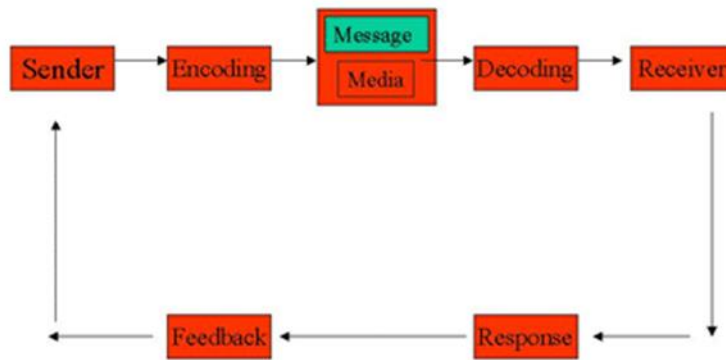 Sender
Encoding
Message
Media
Decoding
Receiver
Feedback
Response